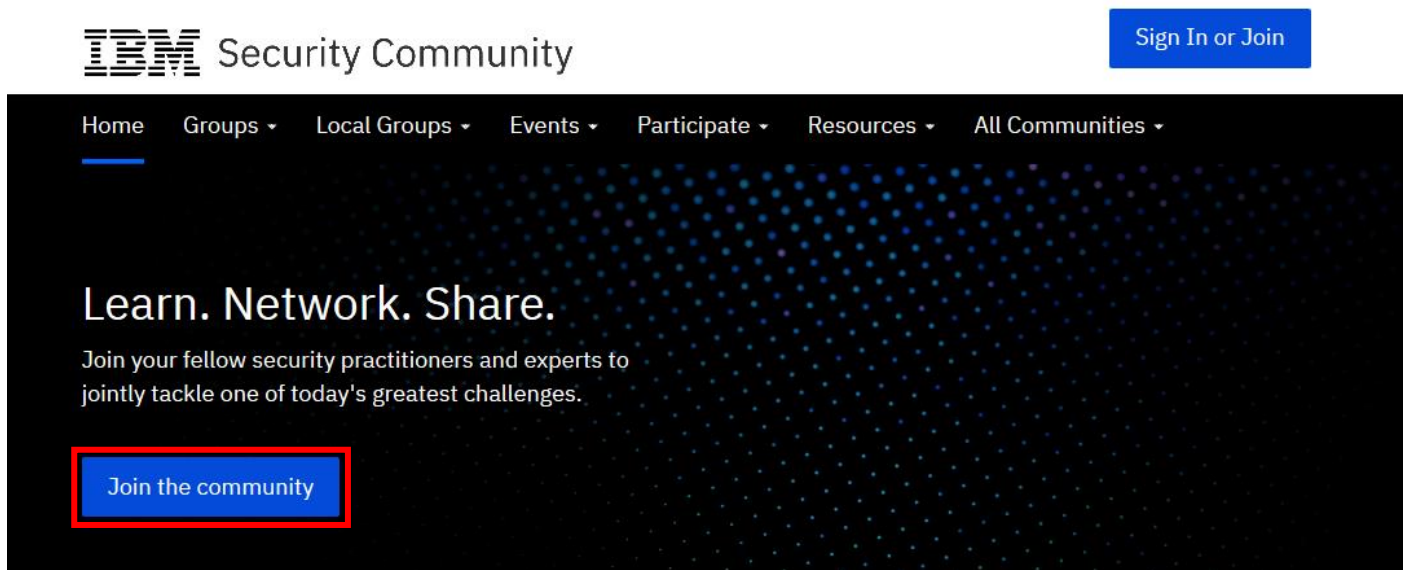 IBM Security Community
Sign In or Join
Home Groups Local Groups Events Participate Resources All Communities
Learn. Network. Share.
Join your fellow security practitioners and experts to
jointly tackle one of today's greatest challenges.
Join the community